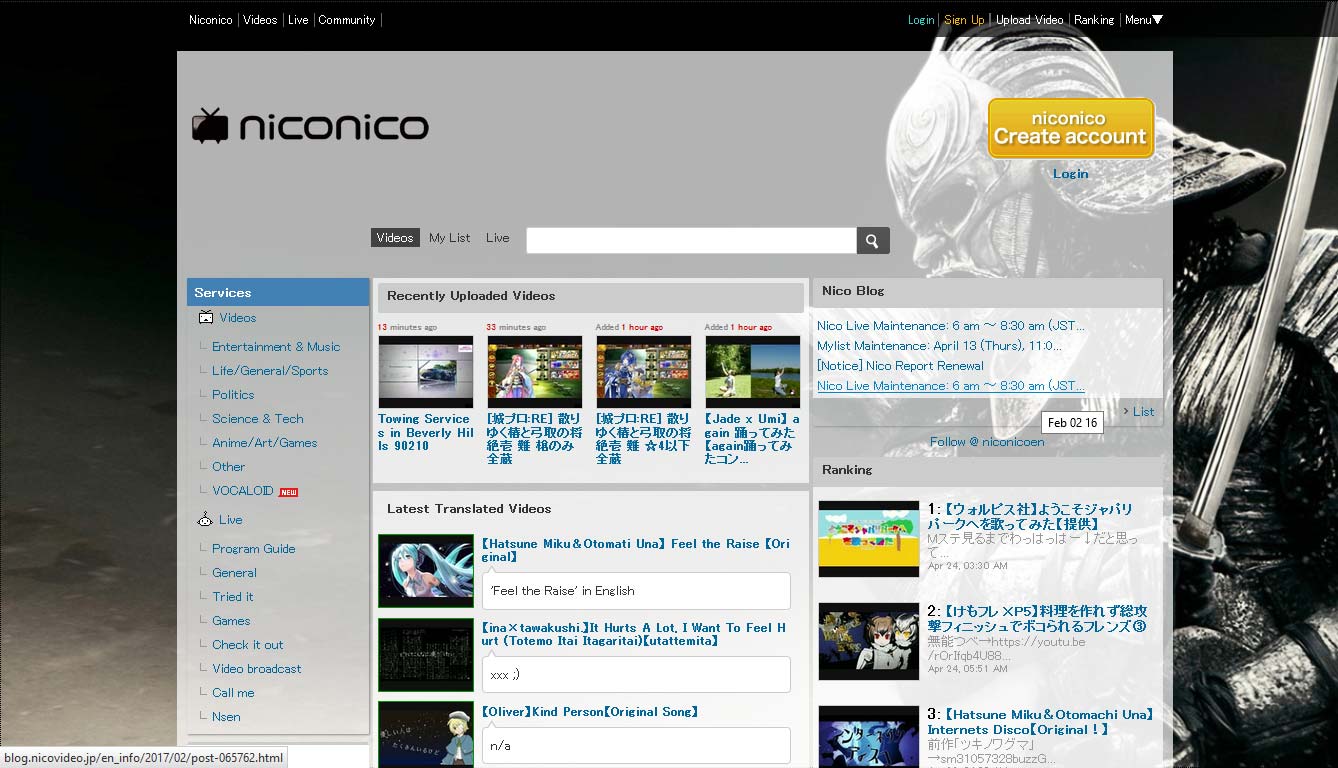 Niconico Videos Live Community
Login Sign Up Upload Video Ranking Menu▼
niconico
niconico
Create account
Login
Videos My List Live
Services
Videos
Entertainment & Music
Life/General/Sports
Politics
Science & Tech
Anime/Art/Games
Other
VOCALOID NEW
Live
Program Guide
General
Tried it
Games
Check it out
Video broadcast
Call me
Nsen
Recently Uploaded Videos
13 minutes ago
Towing Service
s in Beverly Hil
ls 90210
33 minutes ago
[城プロ:RE] 散り
ゆく椿と弓取の将
絶壱 難 槍のみ
全蔵
Added 1 hour ago
[城プロ:RE] 散り
ゆく椿と弓取の将
絶壱 難 ☆4以下
全蔵
Added 1 hour ago
【Jade x Umi】 a
gain 踊ってみた
【again踊ってみ
たコン...
Latest Translated Videos
【Hatsune Miku＆Otomati Una】 Feel the Raise 【Ori
ginal】
'Feel the Raise' in English
【ina×tawakushi.】It Hurts A Lot, I Want To Feel H
urt (Totemo Itai Itagaritai)【utattemita】
xxx ;)
【Oliver】Kind Person【Original Song】
n/a
Nico Blog
Nico Live Maintenance: 6 am ～ 8:30 am (JST...
Mylist Maintenance: April 13 (Thurs), 11:0...
[Notice] Nico Report Renewal
Nico Live Maintenance: 6 am ～ 8:30 am (JST...
› List
Feb 02 16
Follow @ niconicoen
Ranking
1: 【ウォルピス社】ようこそジャパリ
パークへを歌ってみた【提供】
Mステ見るまでわっはっはー↓だと思っ
て...
Apr 24, 03:30 AM
2: 【けもフレ×P5】料理を作れず総攻
撃フィニッシュでボコられるフレンズ③
無能つべ→https://youtu.be
/rOrIfqb4U88...
Apr 24, 05:51 AM
3: 【Hatsune Miku＆Otomachi Una】
Internets Disco【Original！】
前作「ツキノワグマ」
→sm31057328buzzG...
blog.nicovideo.jp/en_info/2017/02/post-065762.html